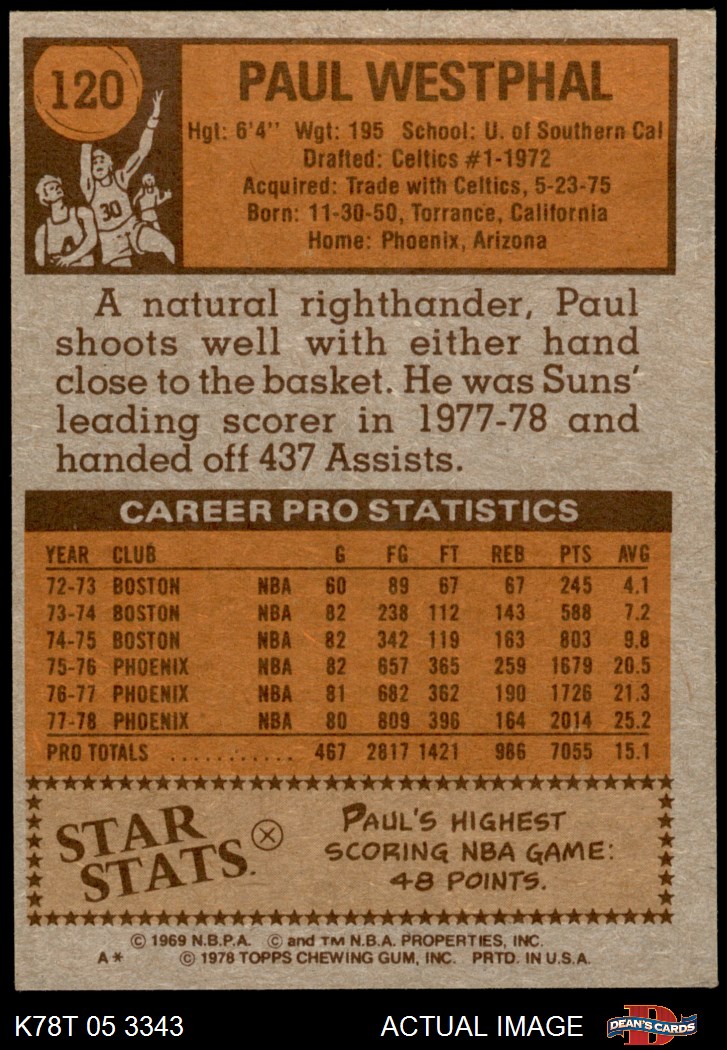 120
PAUL WESTPHAL
Hgt: 6'4" Wgt: 195 School: U. of Southern Cal
Drafted: Celtics #1-1972
Acquired: Trade with Celtics, 5-23-75
Born: 11-30-50, Torrance, California
Home: Phoenix, Arizona
30
A natural righthander, Paul
shoots well with either hand
close to the basket. He was Suns'
leading scorer in 1977-78 and
handed off 437 Assists.
CAREER PRO STATISTICS
YEAR CLUB G FG FT REB PTS AVG
72-73 BOSTON NBA 60 89 67 67 245 4.1
73-74 BOSTON NBA 82 238 112 143 588 7.2
74-75 BOSTON NBA 82 342 119 163 803 9.8
75-76 PHOENIX NBA 82 657 365 259 1679 20.5
76-77 PHOENIX NBA 81 682 362 190 1726 21.3
77-78 PHOENIX NBA 80 809 396 164 2014 25.2
PRO TOTALS ........... 467 2817 1421 986 7055 15.1
STAR
STATS.
PAUL'S HIGHEST
SCORING NBA GAME:
48 POINTS.
© 1969 N.B.P.A. © and TM N.B.A. PROPERTIES, INC.
A* © 1978 TOPPS CHEWING GUM, INC. PRTD. IN U.S.A.
K78T 05 3343 ACTUAL IMAGE
D
DEAN'S CARDS